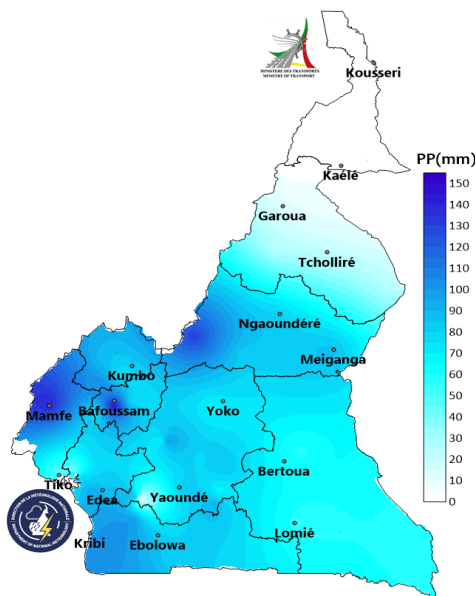 MINISTERE DES TRANSPORTS
MINISTRY OF TRANSPORT
Kousseri
PP(mm)
Kaélé
150
140
130
120
110
100
90
80
70
60
50
40
30
20
10
0
Garoua
Tcholliré
Ngaoundéré
Meiganga
Kumbo
Mamfe
Bafoussam
Yoko
Bertoua
Tiko
Edea
Yaoundé
Lomié
Kribi
Ebolowa